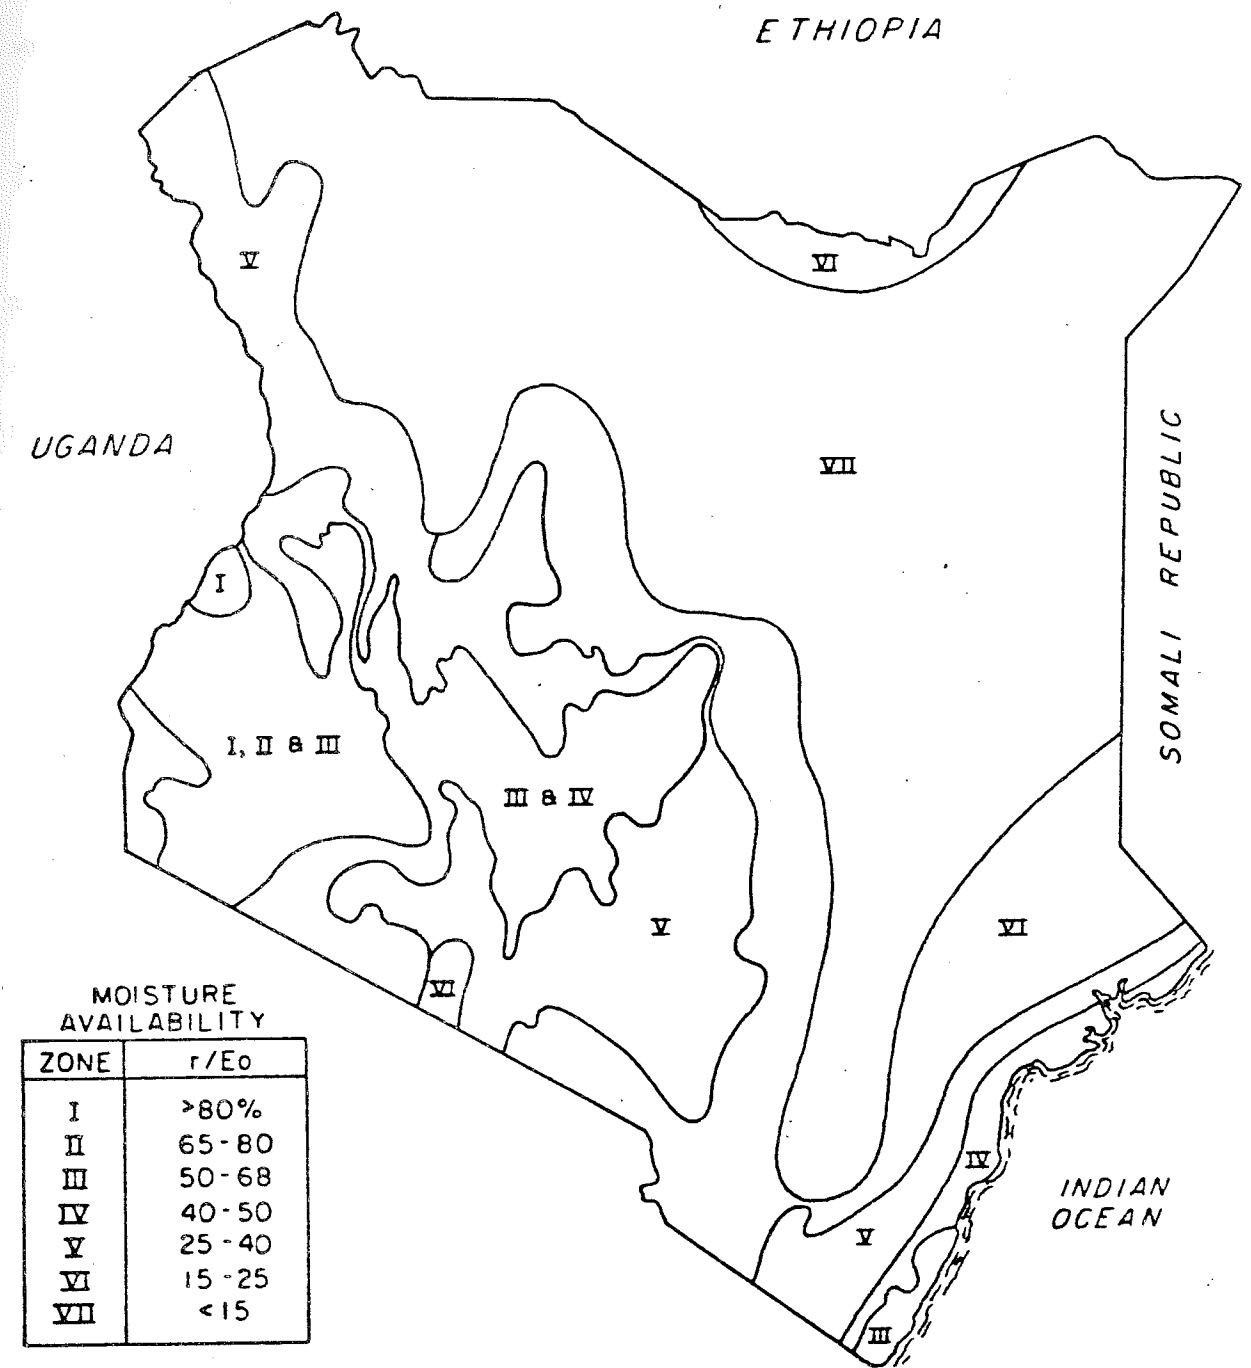 ETHIOPIA
V
VI
UGANDA
VII
SOMALI REPUBLIC
I
I, II & III
III & IV
V
VI
VI
MOISTURE
AVAILABILITY
ZONE r/Eo
I >80%
II 65-80
III 50-68
IV 40-50
V 25-40
VI 15-25
VII <15
IV
INDIAN
OCEAN
V
III